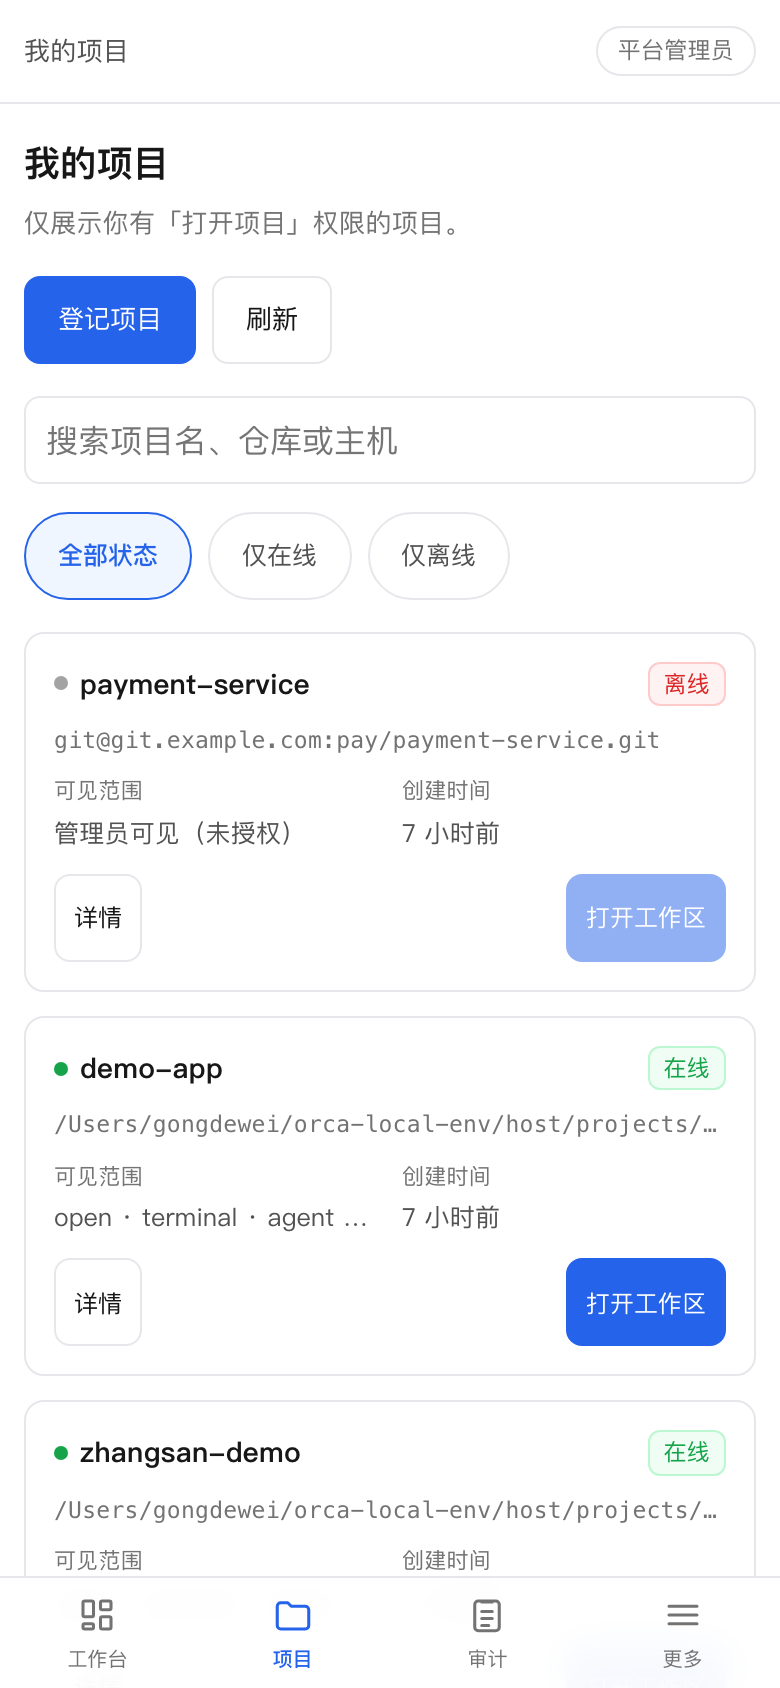 我的项目
平台管理员
我的项目
仅展示你有「打开项目」权限的项目。
登记项目
刷新
搜索项目名、仓库或主机
全部状态
仅在线
仅离线
payment-service
离线
git@git.example.com:pay/payment-service.git
可见范围
创建时间
管理员可见（未授权）
7 小时前
详情
打开工作区
demo-app
在线
/Users/gongdewei/orca-local-env/host/projects/…
可见范围
创建时间
open · terminal · agent …
7 小时前
详情
打开工作区
zhangsan-demo
在线
/Users/gongdewei/orca-local-env/host/projects/…
可见范围
创建时间
工作台
项目
审计
更多